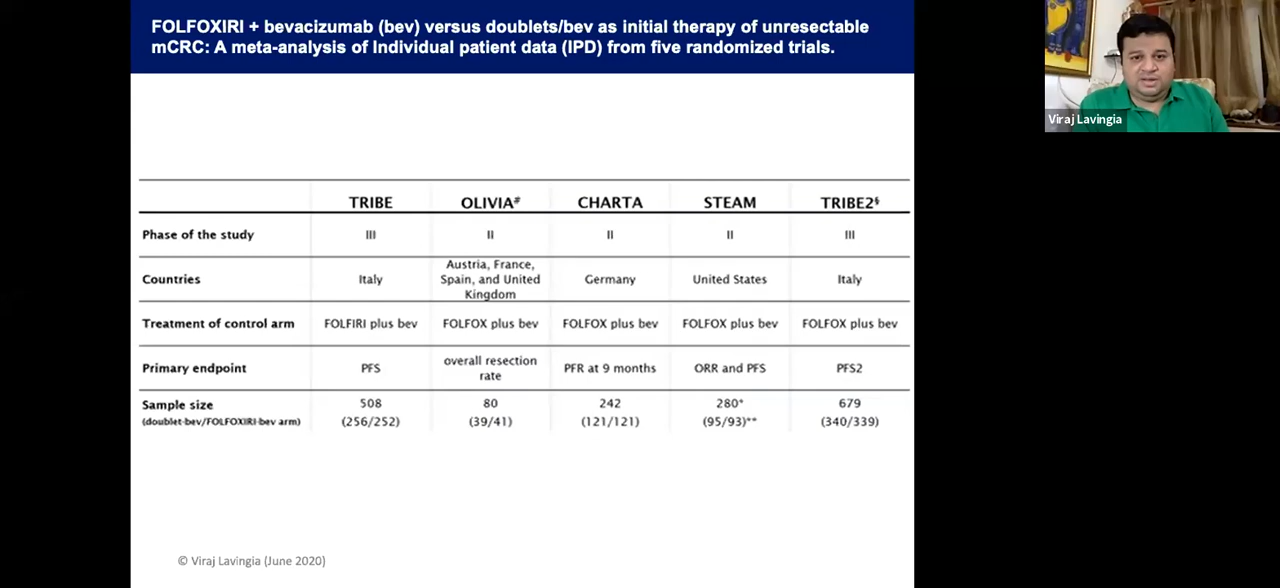 FOLFOXIRI + bevacizumab (bev) versus doublets/bev as initial therapy of unresectable
mCRC: A meta-analysis of Individual patient data (IPD) from five randomized trials.
Viraj Lavingia
TRIBE OLIVIA# CHARTA STEAM TRIBE2§
Phase of the study III II II II III
Countries Italy Austria, France, Spain, and United Kingdom Germany United States Italy
Treatment of control arm FOLFIRI plus bev FOLFOX plus bev FOLFOX plus bev FOLFOX plus bev FOLFOX plus bev
Primary endpoint PFS overall resection rate PFR at 9 months ORR and PFS PFS2
Sample size 508 80 242 280* 679
(doublet-bev/FOLFOXIRI-bev arm) (256/252) (39/41) (121/121) (95/93)** (340/339)
© Viraj Lavingia (June 2020)